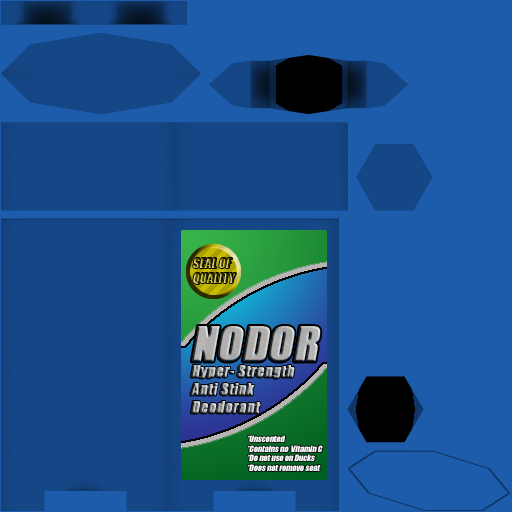 SEAL OF
QUALITY
NODOR
Hyper-Strength
Anti Stink
Deodorant
*Unscented
*Contains no Vitamin C
*Do not use on Ducks
*Does not remove seat